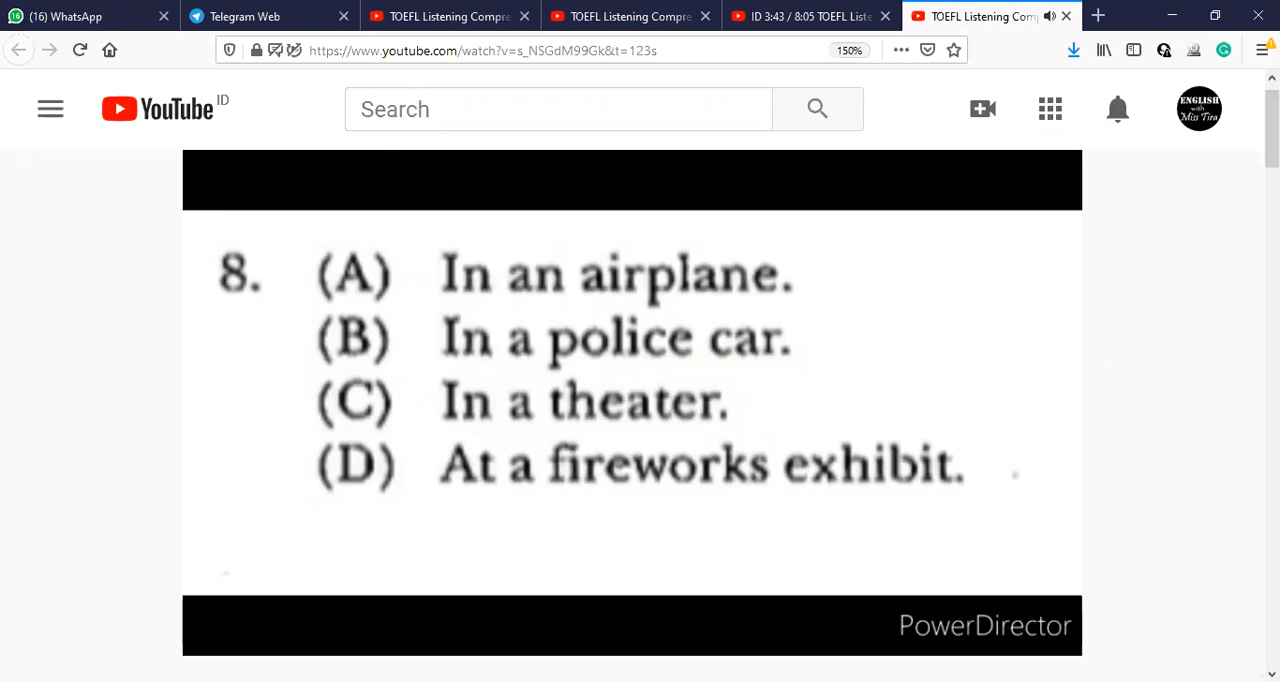 (16) WhatsApp
Telegram Web
TOEFL Listening Compre
TOEFL Listening Compre
ID 3:43 / 8:05 TOEFL Liste
TOEFL Listening Com
https://www.youtube.com/watch?v=s_NSGdM99Gk&t=123s
150%
YouTube ID
Search
ENGLISH
with
Miss Tira
8. (A) In an airplane.
(B) In a police car.
(C) In a theater.
(D) At a fireworks exhibit.
PowerDirector